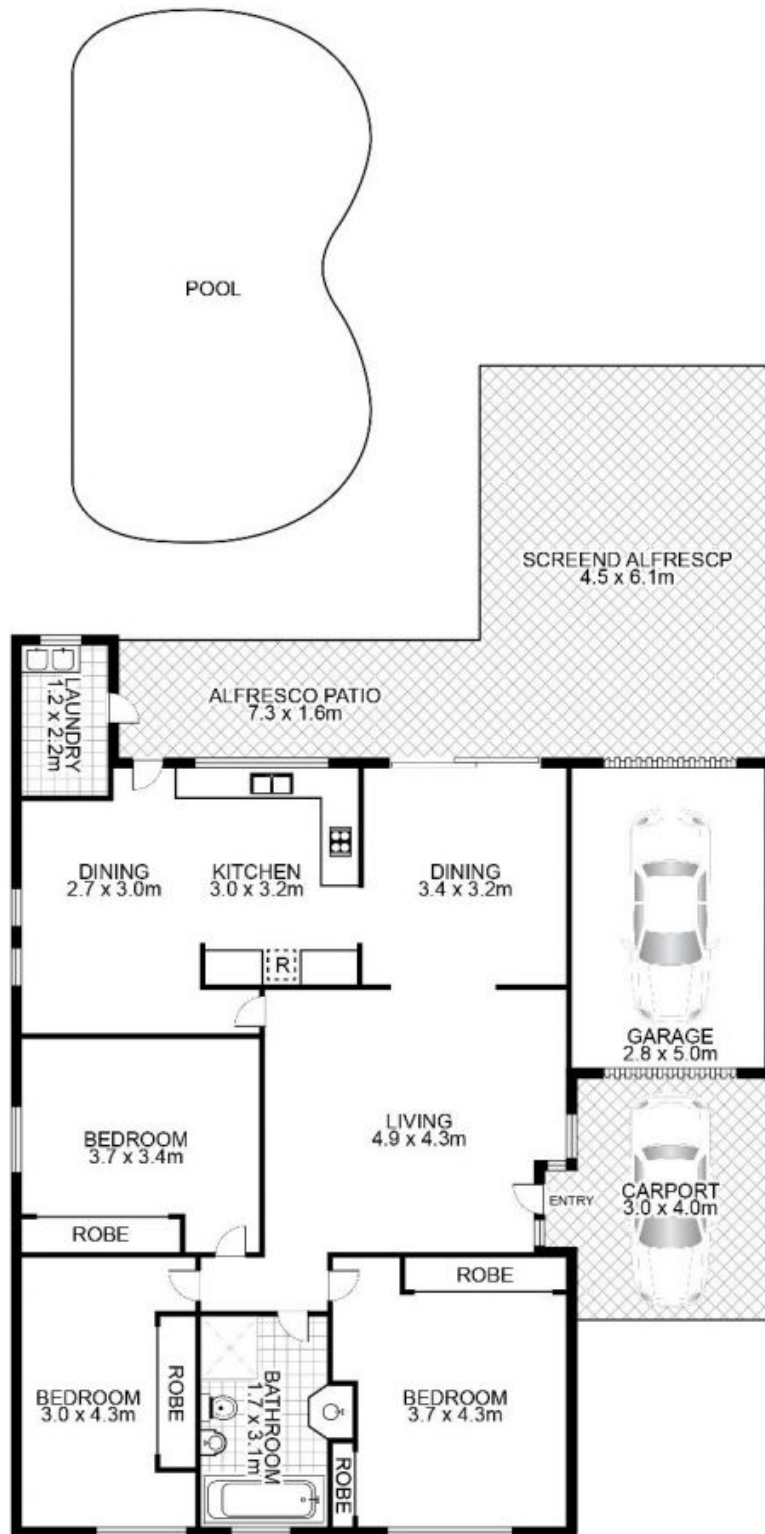 POOL
SCREEND ALFRESCP
4.5 x 6.1m
ALFRESCO PATIO
7.3 x 1.6m
LAUNDRY
1.2 x 2.2m
DINING
2.7 x 3.0m
KITCHEN
3.0 x 3.2m
DINING
3.4 x 3.2m
R
GARAGE
2.8 x 5.0m
LIVING
4.9 x 4.3m
BEDROOM
3.7 x 3.4m
ROBE
ENTRY
CARPORT
3.0 x 4.0m
ROBE
BEDROOM
3.0 x 4.3m
ROBE
BATHROOM
1.7 x 3.1m
BEDROOM
3.7 x 4.3m
ROBE